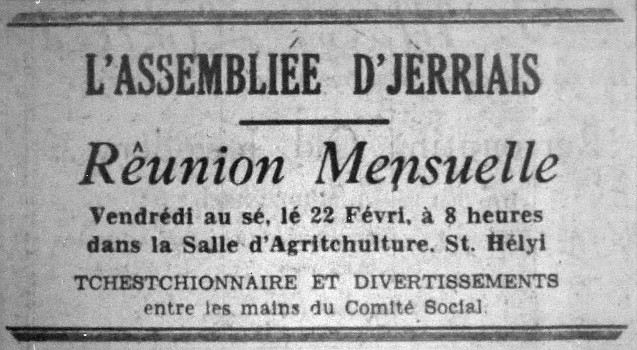 L'ASSEMBLIÉE D'JÈRRIAIS
Rêunion Mensuelle
Vendrédi au sé, lé 22 Févri, à 8 heures
dans la Salle d'Agritchulture, St. Hélyi
TCHESTCHIONNAIRE ET DIVERTISSEMENTS
entre les mains du Comité Social.